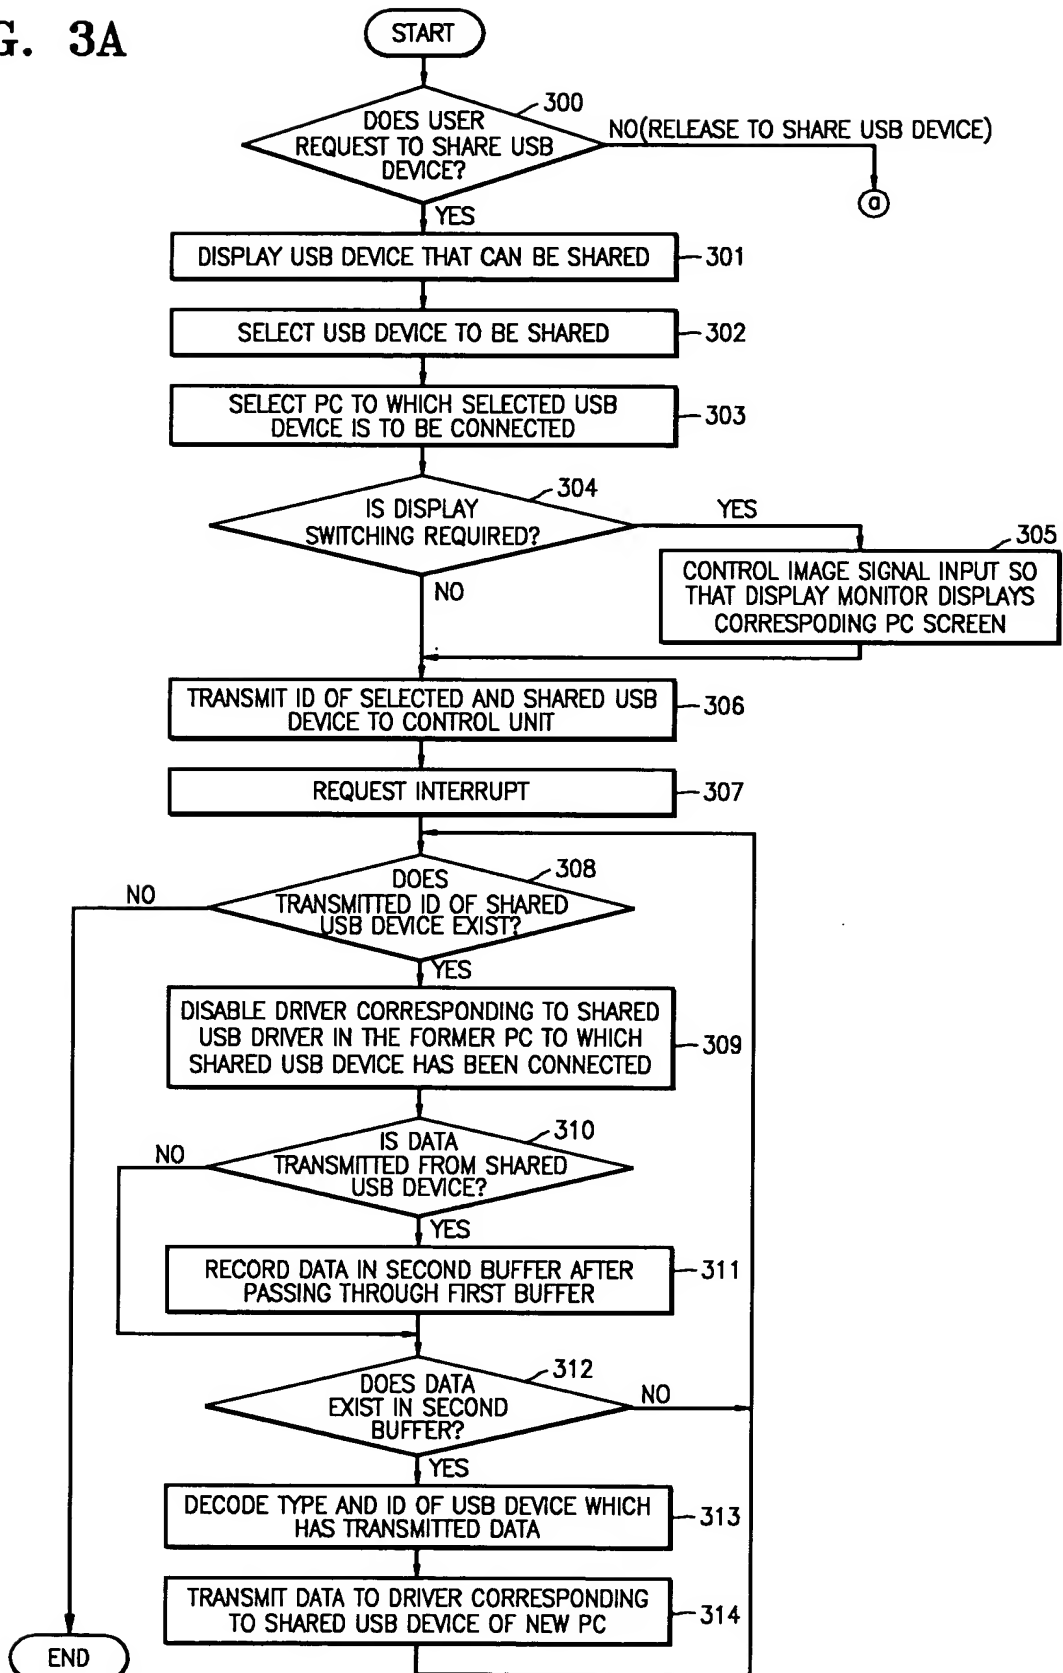 G. 3A
START
300
DOES USER
REQUEST TO SHARE USB
DEVICE?
NO(RELEASE TO SHARE USB DEVICE)
a
YES
DISPLAY USB DEVICE THAT CAN BE SHARED
301
SELECT USB DEVICE TO BE SHARED
302
SELECT PC TO WHICH SELECTED USB
DEVICE IS TO BE CONNECTED
303
304
IS DISPLAY
SWITCHING REQUIRED?
YES
NO
305
CONTROL IMAGE SIGNAL INPUT SO
THAT DISPLAY MONITOR DISPLAYS
CORRESPODING PC SCREEN
TRANSMIT ID OF SELECTED AND SHARED USB
DEVICE TO CONTROL UNIT
306
REQUEST INTERRUPT
307
308
DOES
TRANSMITTED ID OF SHARED
USB DEVICE EXIST?
NO
YES
DISABLE DRIVER CORRESPONDING TO SHARED
USB DRIVER IN THE FORMER PC TO WHICH
SHARED USB DEVICE HAS BEEN CONNECTED
309
310
IS DATA
TRANSMITTED FROM SHARED
USB DEVICE?
NO
YES
RECORD DATA IN SECOND BUFFER AFTER
PASSING THROUGH FIRST BUFFER
311
312
DOES DATA
EXIST IN SECOND
BUFFER?
NO
YES
DECODE TYPE AND ID OF USB DEVICE WHICH
HAS TRANSMITTED DATA
313
TRANSMIT DATA TO DRIVER CORRESPONDING
TO SHARED USB DEVICE OF NEW PC
314
END